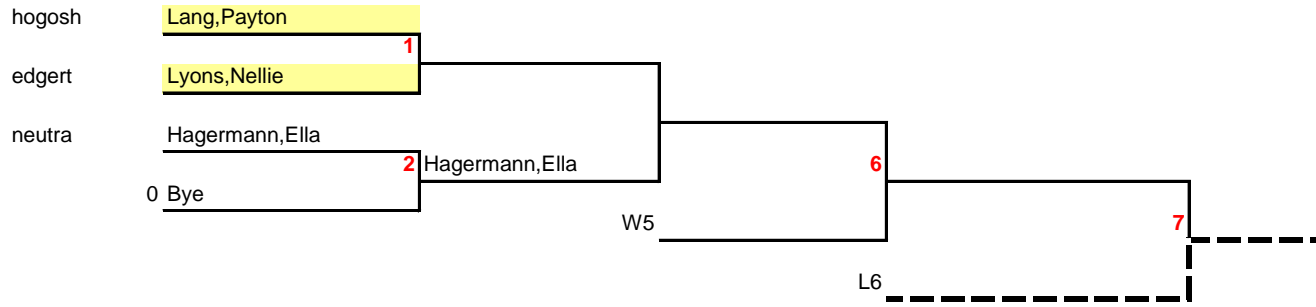 hogosh Lang,Payton
1
edgert Lyons,Nellie
neutra Hagermann,Ella
2 Hagermann,Ella 6
0 Bye
W5 7
L6